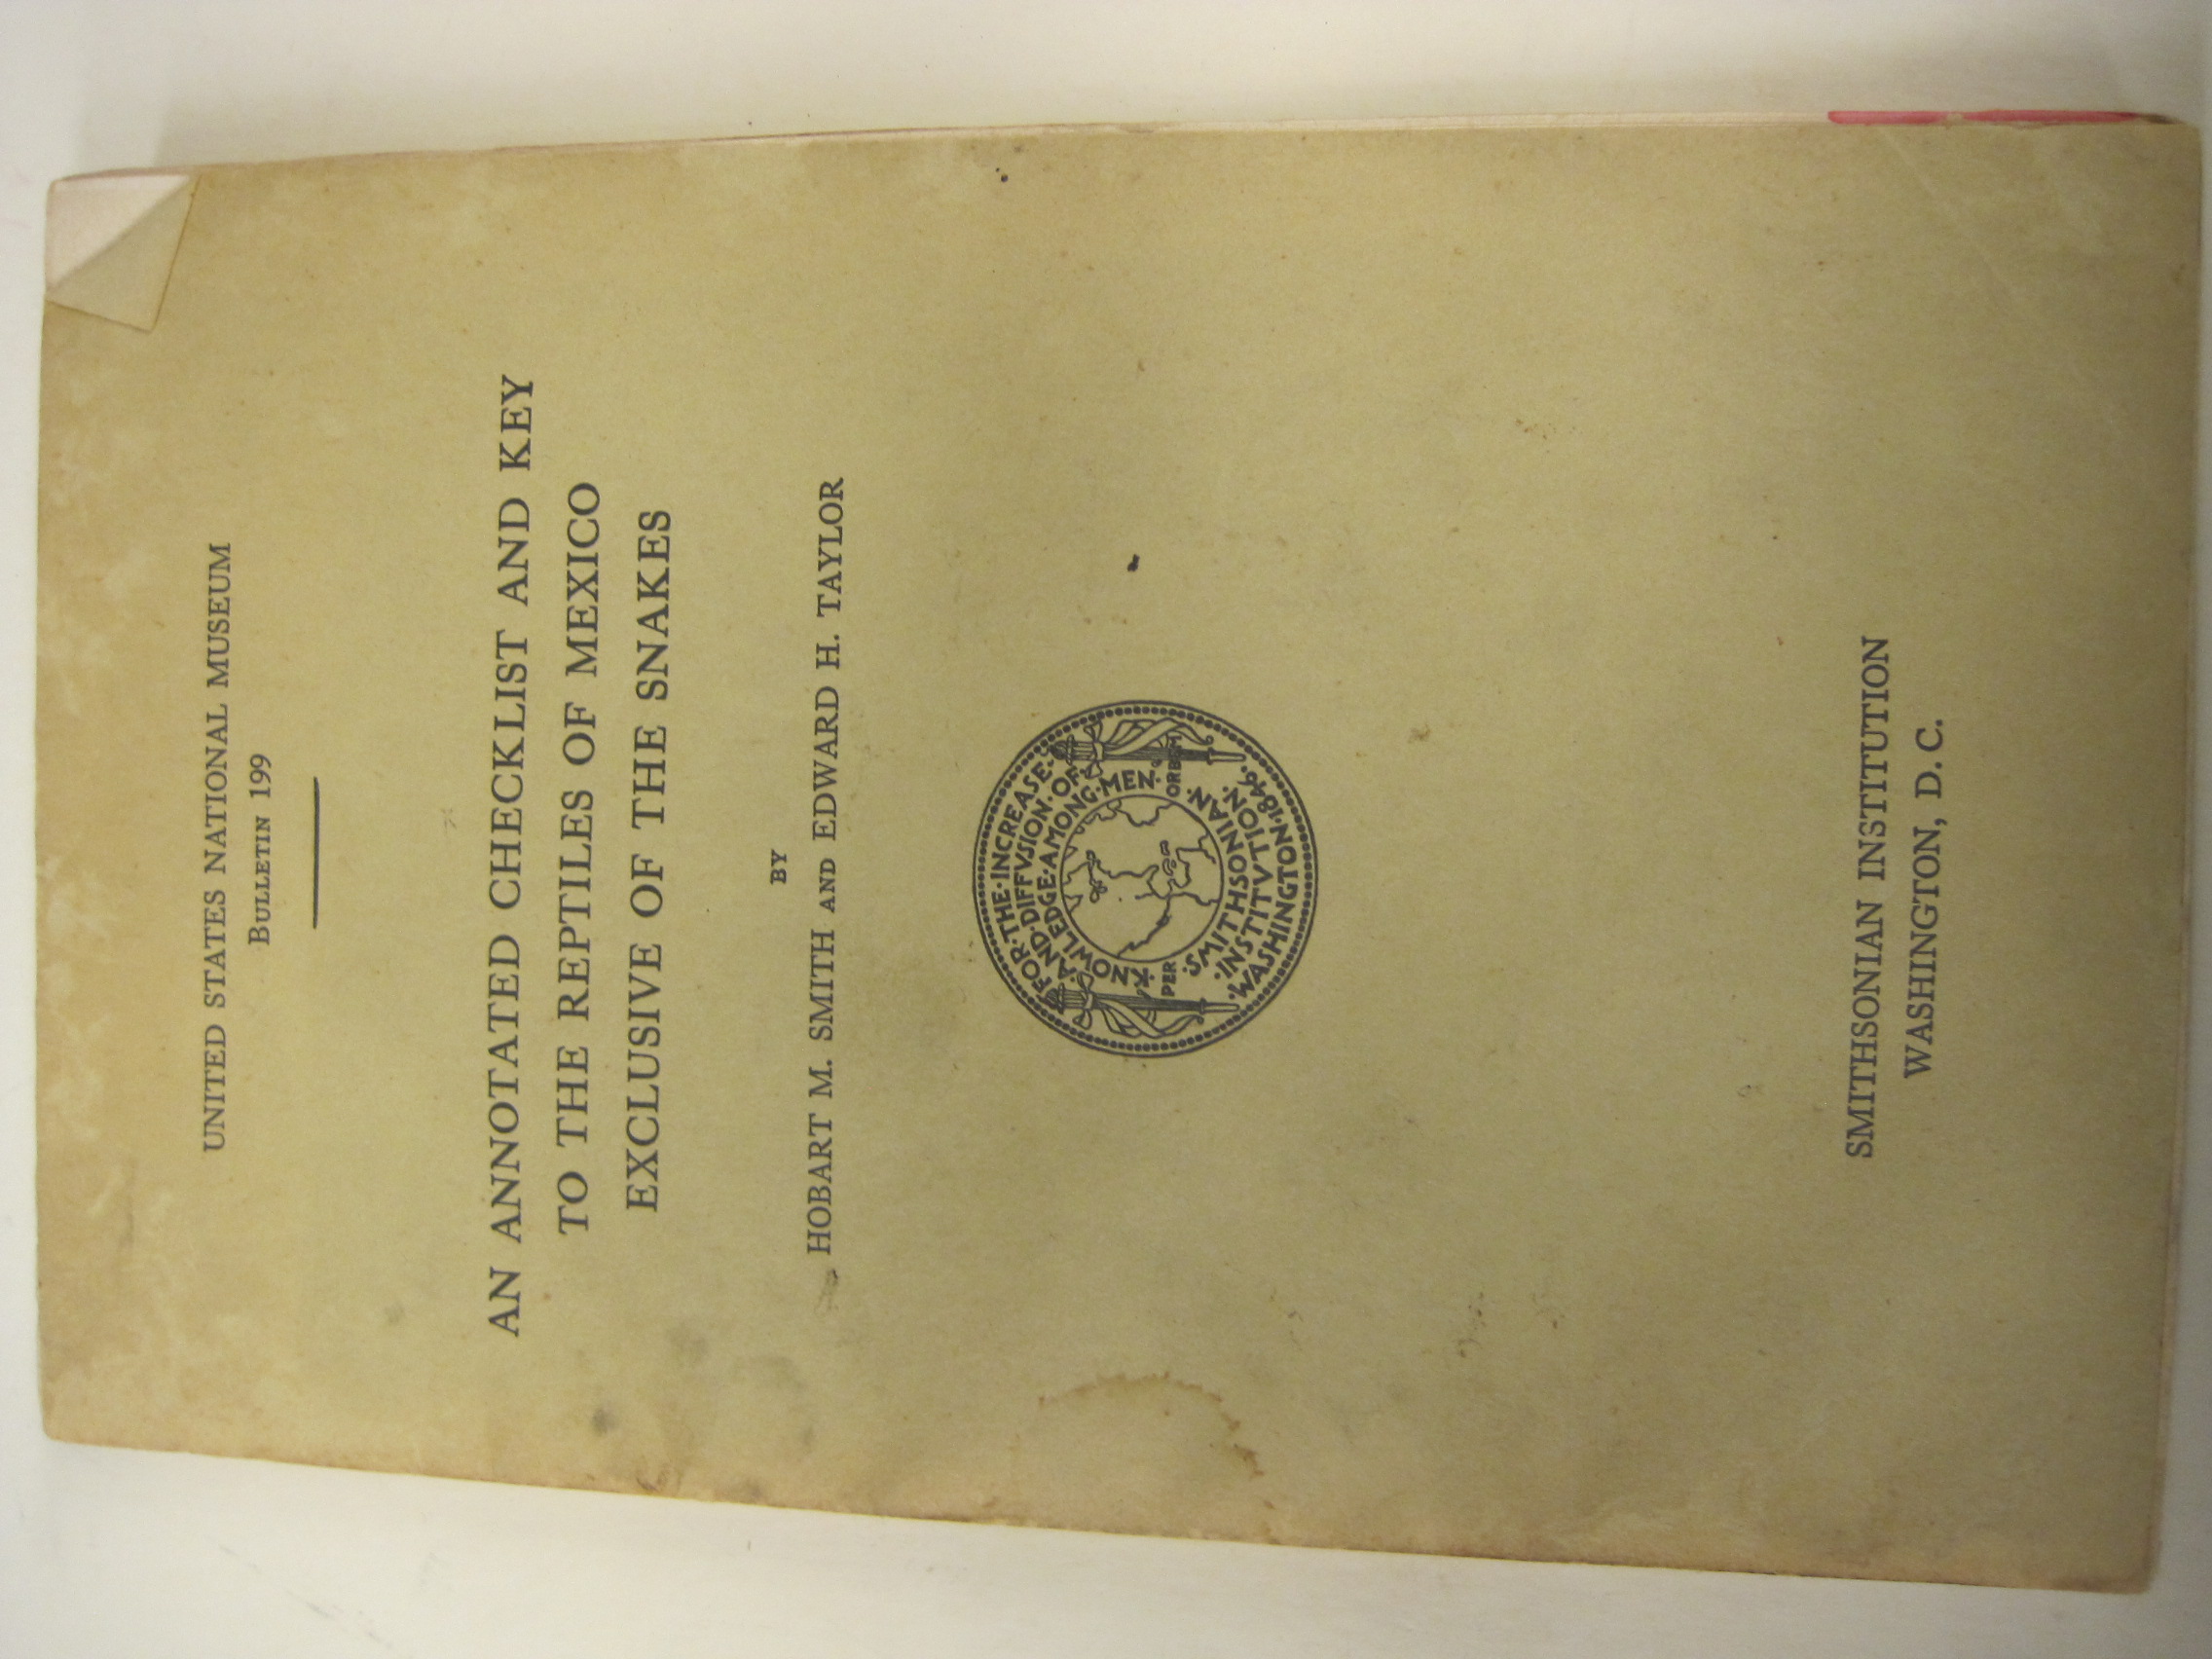 UNITED STATES NATIONAL MUSEUM
BULLETIN 199
AN ANNOTATED CHECKLIST AND KEY
TO THE REPTILES OF MEXICO
EXCLUSIVE OF THE SNAKES
BY
HOBART M. SMITH AND EDWARD H. TAYLOR
FOR·THE·INCREASE·
AND·DIFFVSION·OF
KNOWLEDGE·AMONG·MEN·
PER ORBEM
·SMITHSONIAN·
·INSTITVTION·
·WASHINGTON·1846·
SMITHSONIAN INSTITUTION
WASHINGTON, D. C.